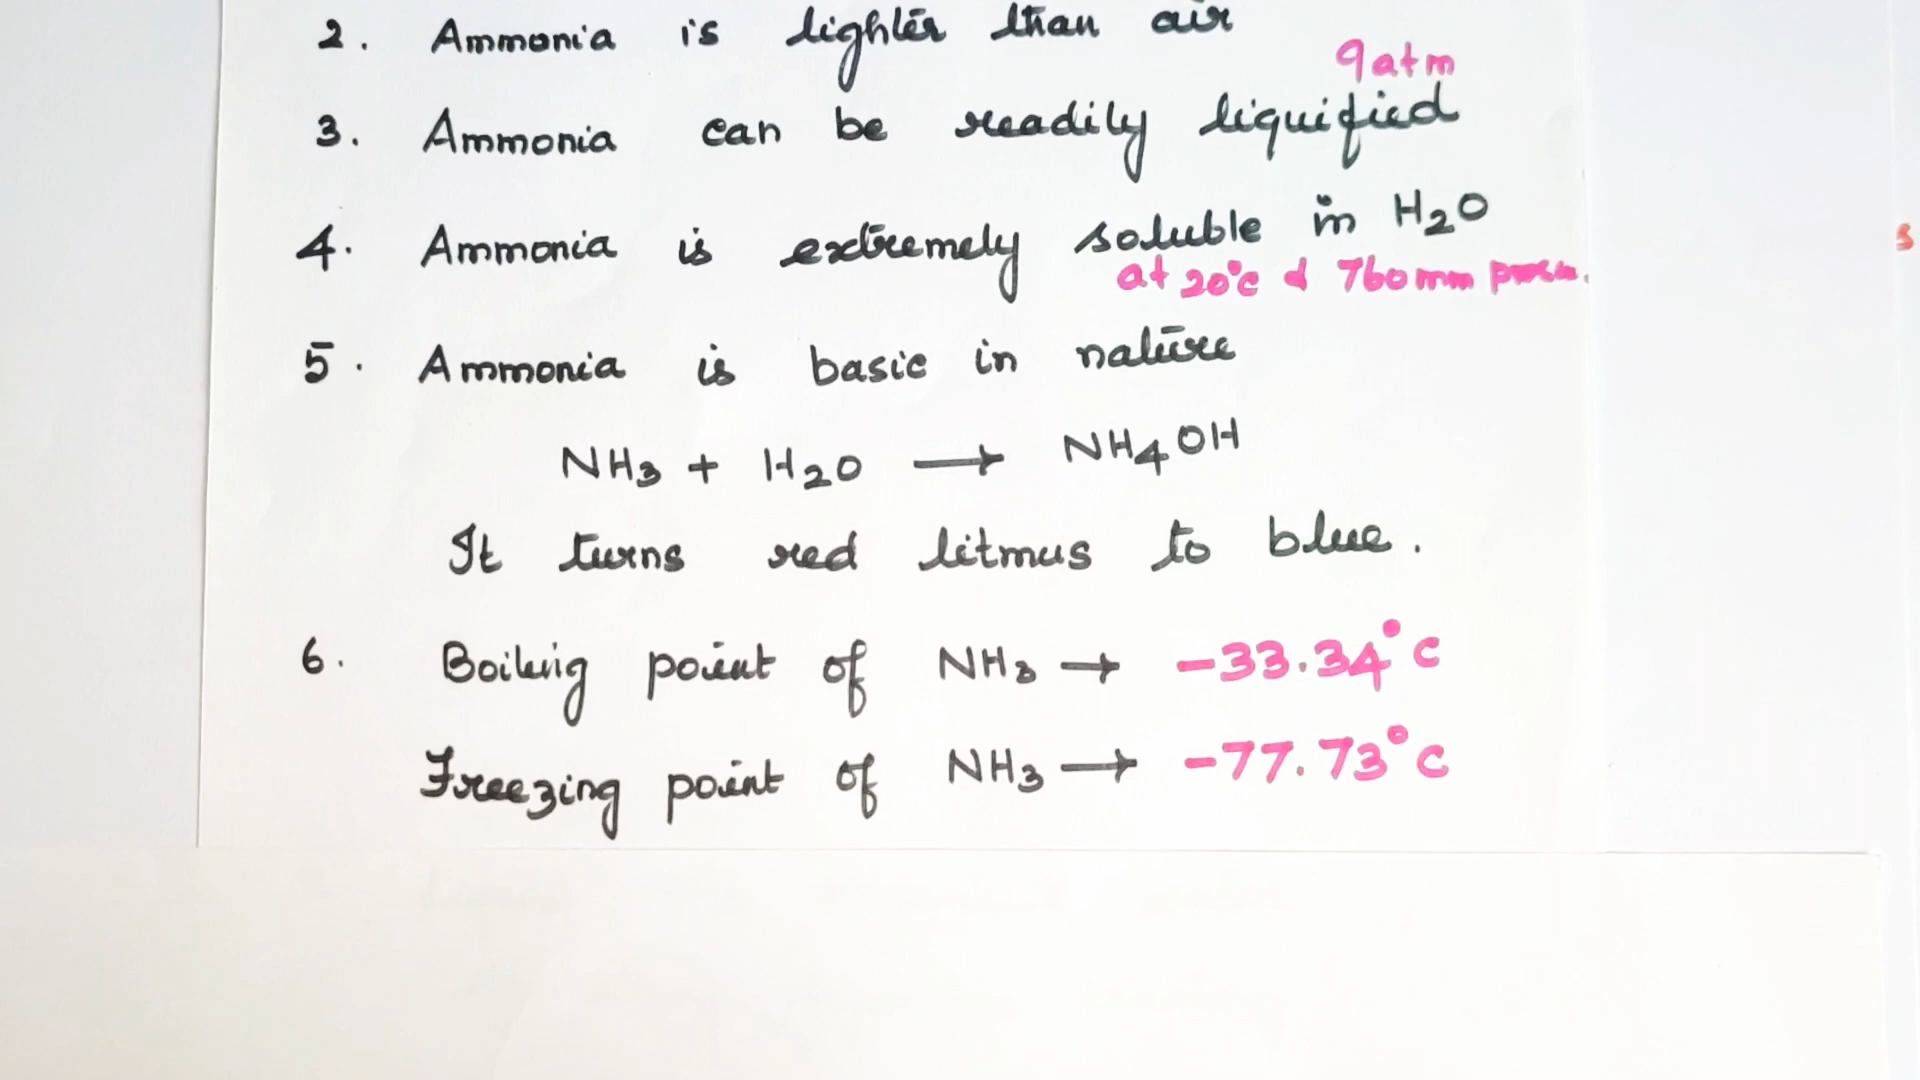 2. Ammonia is lighter than air
9atm
3. Ammonia can be readily liquified
4. Ammonia is extremely soluble in H2O
at 20°C & 760mm
5. Ammonia is basic in nature
NH3 + H2O → NH4OH
It turns red litmus to blue.
6. Boiling point of NH3 → -33.34°C
Freezing point of NH3 → -77.73°C
s